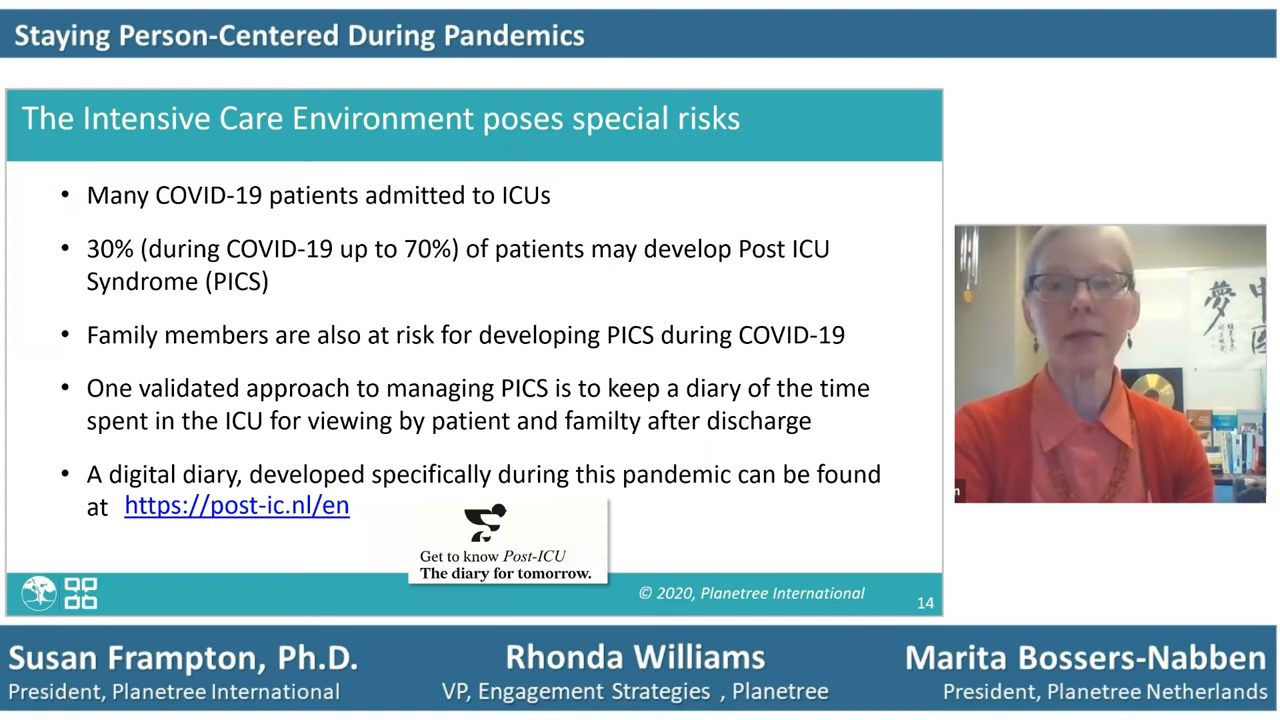 Staying Person-Centered During Pandemics
The Intensive Care Environment poses special risks
• Many COVID-19 patients admitted to ICUs
• 30% (during COVID-19 up to 70%) of patients may develop Post ICU
Syndrome (PICS)
• Family members are also at risk for developing PICS during COVID-19
• One validated approach to managing PICS is to keep a diary of the time
spent in the ICU for viewing by patient and familty after discharge
• A digital diary, developed specifically during this pandemic can be found
at https://post-ic.nl/en
Get to know Post-ICU
The diary for tomorrow.
© 2020, Planetree International
14
夢
中
Susan Frampton, Ph.D.
President, Planetree International
Rhonda Williams
VP, Engagement Strategies , Planetree
Marita Bossers-Nabben
President, Planetree Netherlands